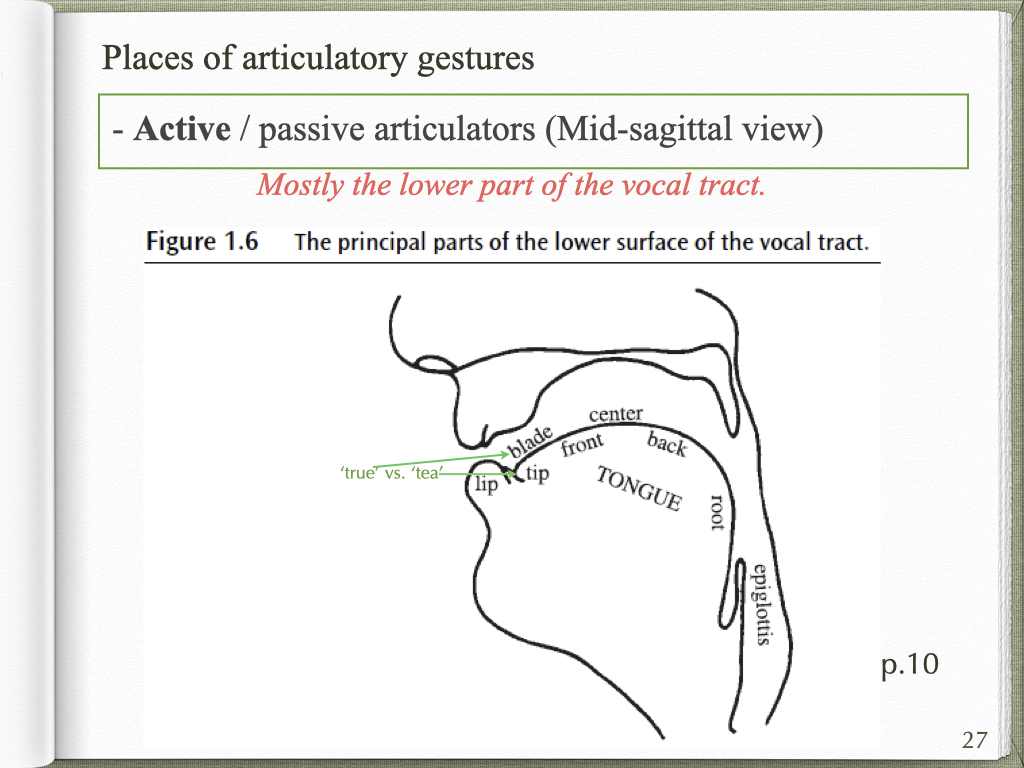 Places of articulatory gestures
- Active / passive articulators (Mid-sagittal view)
Mostly the lower part of the vocal tract.
Figure 1.6 The principal parts of the lower surface of the vocal tract.
center
blade
front
back
‘true’ vs. ‘tea’
lip
tip
TONGUE
root
epiglottis
p.10
27